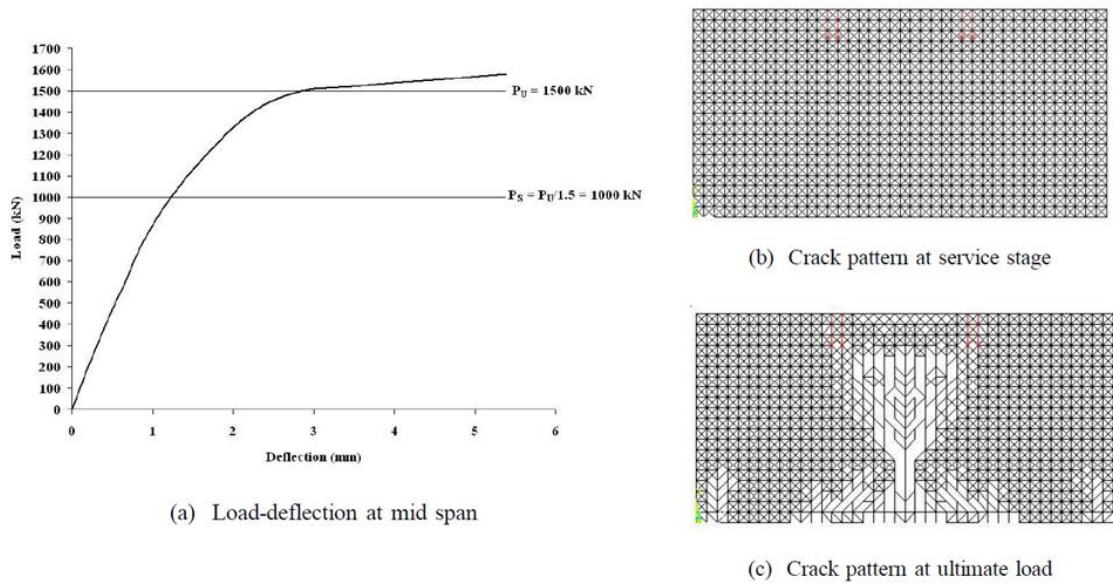 1700
1600
1500
1400
1300
1200
1100
1000
900
800
700
600
500
400
300
200
100
0
Load (kN)
PU = 1500 kN
PS = PU/1.5 = 1000 kN
0 1 2 3 4 5 6
Deflection (mm)
(a) Load-deflection at mid span
(b) Crack pattern at service stage
(c) Crack pattern at ultimate load